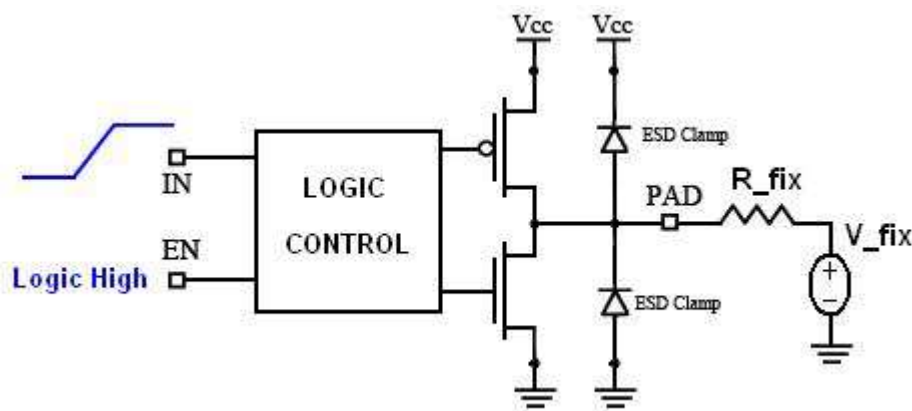 Vcc
Vcc
ESD Clamp
IN
LOGIC
CONTROL
PAD
R_fix
EN
V_fix
Logic High
ESD Clamp